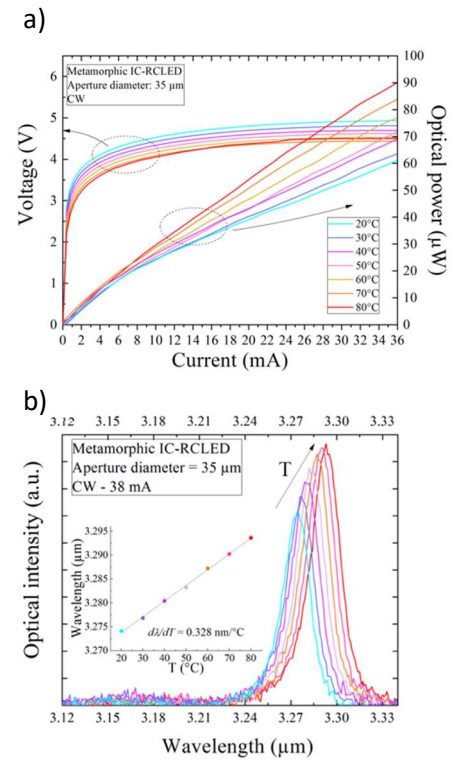 a)
Metamorphic IC-RCLED
Aperture diameter: 35 µm
CW
Voltage (V)
6
5
4
3
2
1
0
Optical power (µW)
100
90
80
70
60
50
40
30
20
10
0
20°C
30°C
40°C
50°C
60°C
70°C
80°C
0 2 4 6 8 10 12 14 16 18 20 22 24 26 28 30 32 34 36
Current (mA)
b)
3.12 3.15 3.18 3.21 3.24 3.27 3.30 3.33
Metamorphic IC-RCLED
Aperture diameter = 35 µm
CW - 38 mA
T
Optical intensity (a.u.)
Wavelength (µm)
3.295
3.290
3.285
3.280
3.275
3.270
dλ/dT = 0.328 nm/°C
20 30 40 50 60 70 80
T (°C)
3.12 3.15 3.18 3.21 3.24 3.27 3.30 3.33
Wavelength (µm)